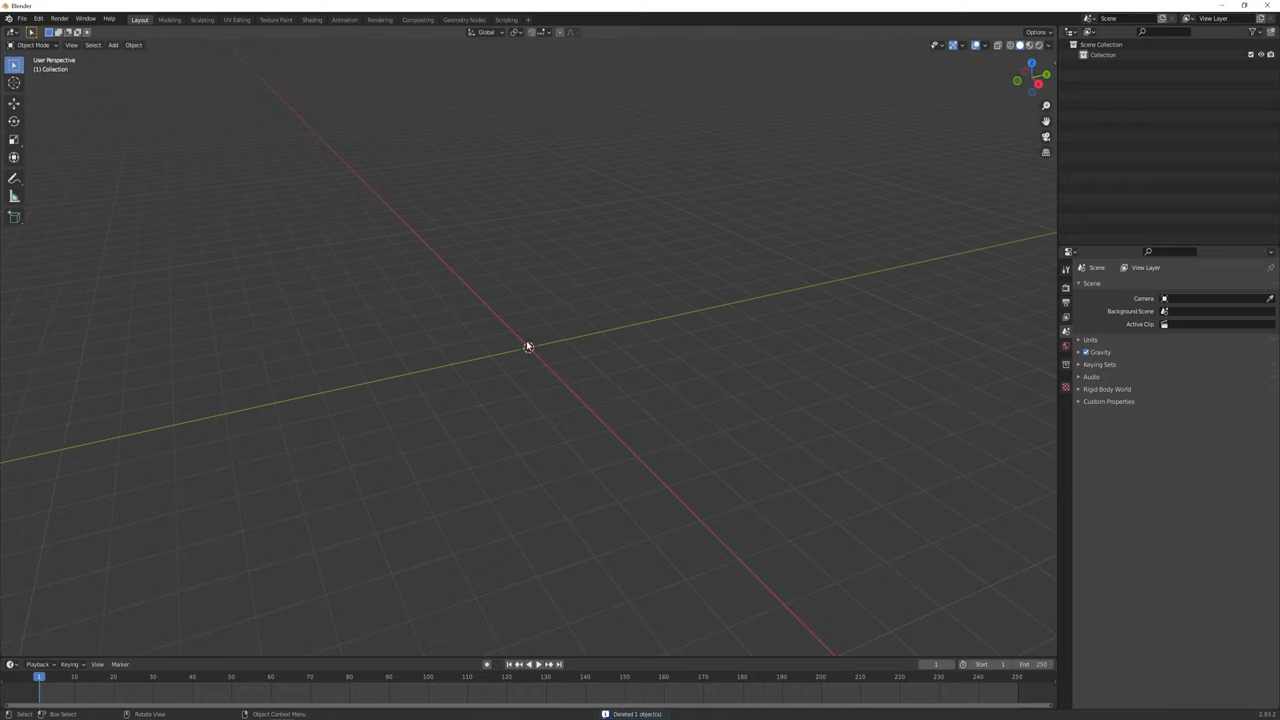 Blender
File Edit Render Window Help Layout Modeling Sculpting UV Editing Texture Paint Shading Animation Rendering Compositing Geometry Nodes Scripting Scene View Layer
Global Options
Object Mode View Select Add Object
User Perspective
(1) Collection
Z
Y
X
Scene Collection
Collection
Scene View Layer
Scene
Camera
Background Scene
Active Clip
Units
Gravity
Keying Sets
Audio
Rigid Body World
Custom Properties
Playback Keying View Marker 1 Start 1 End 250
1 10 20 30 40 50 60 70 80 90 100 110 120 130 140 150 160 170 180 190 200 210 220 230 240 250
Select Box Select Rotate View Object Context Menu Deleted 1 object(s) 2.93.2